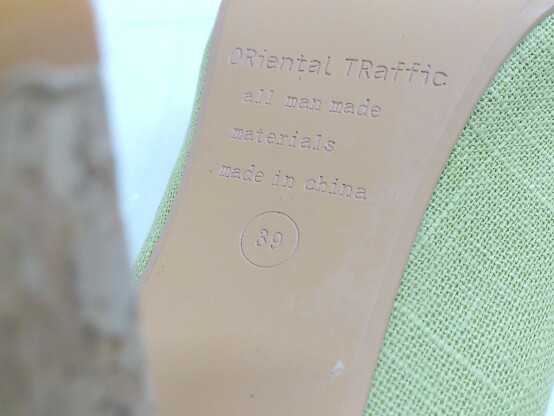 ORiental TRaffic
all man made
materials
made in china
39